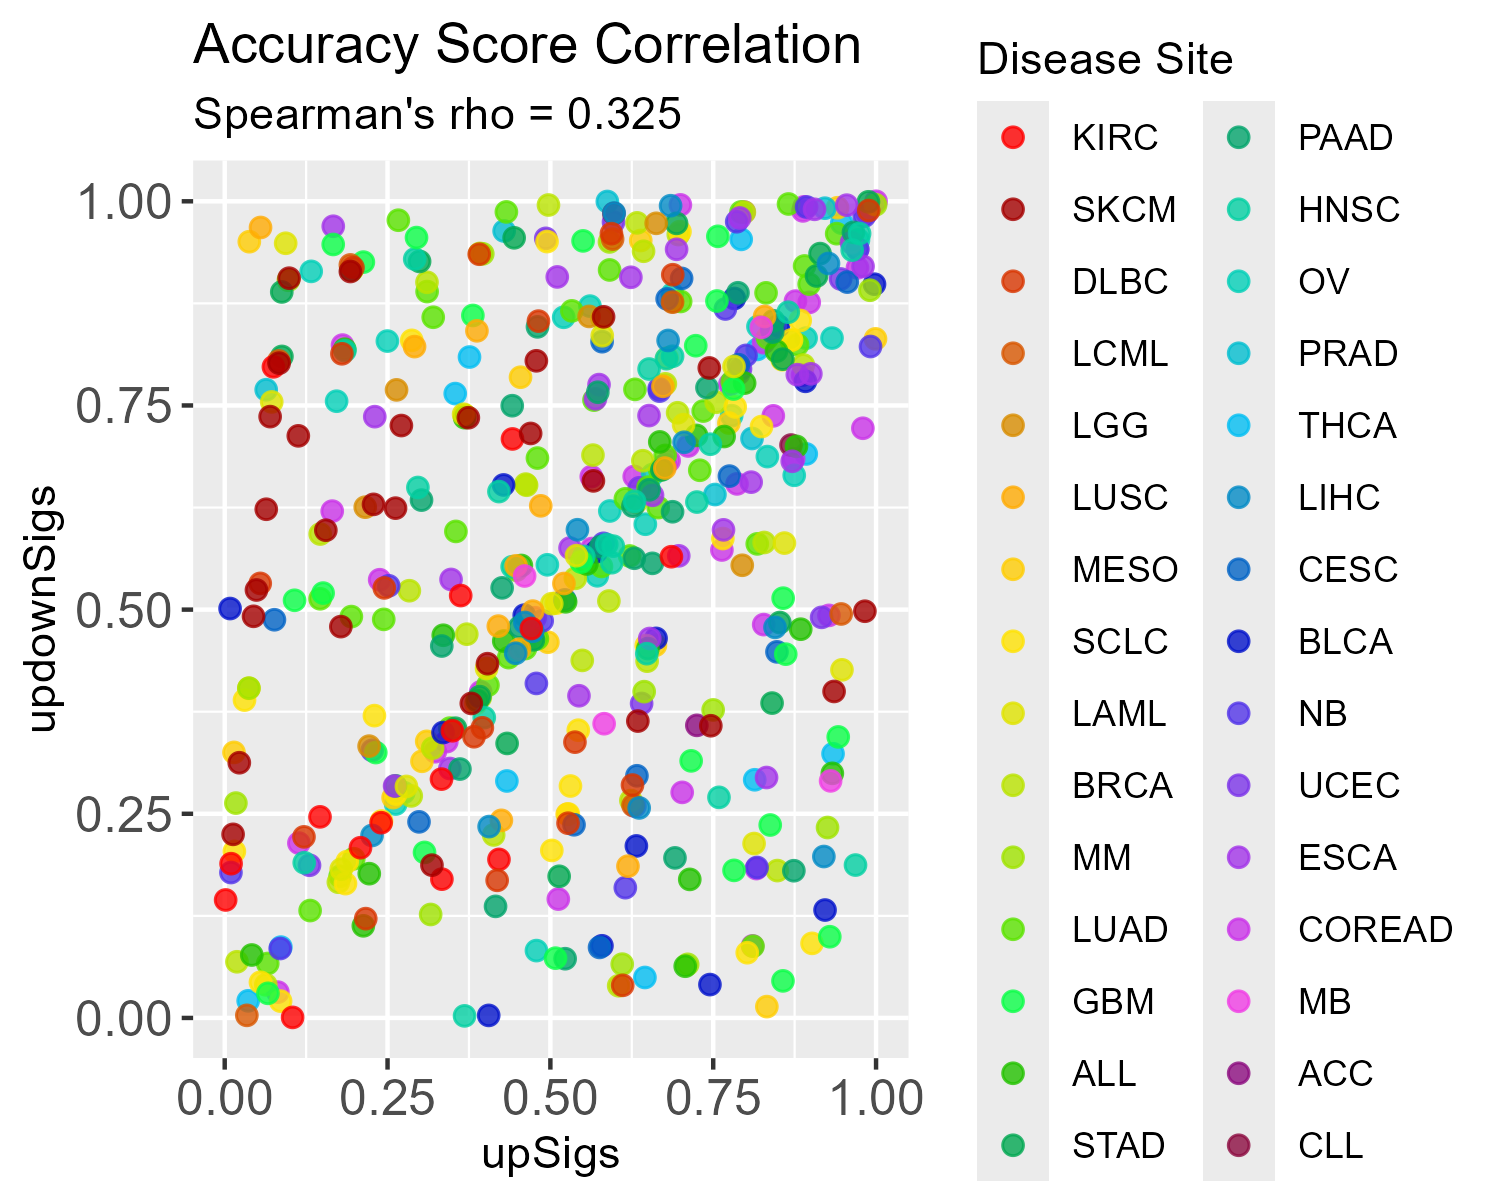 Accuracy Score Correlation
Spearman's rho = 0.325
1.00
0.75
0.50
0.25
0.00
updownSigs
0.00 0.25 0.50 0.75 1.00
upSigs
Disease Site
KIRC
SKCM
DLBC
LCML
LGG
LUSC
MESO
SCLC
LAML
BRCA
MM
LUAD
GBM
ALL
STAD
PAAD
HNSC
OV
PRAD
THCA
LIHC
CESC
BLCA
NB
UCEC
ESCA
COREAD
MB
ACC
CLL